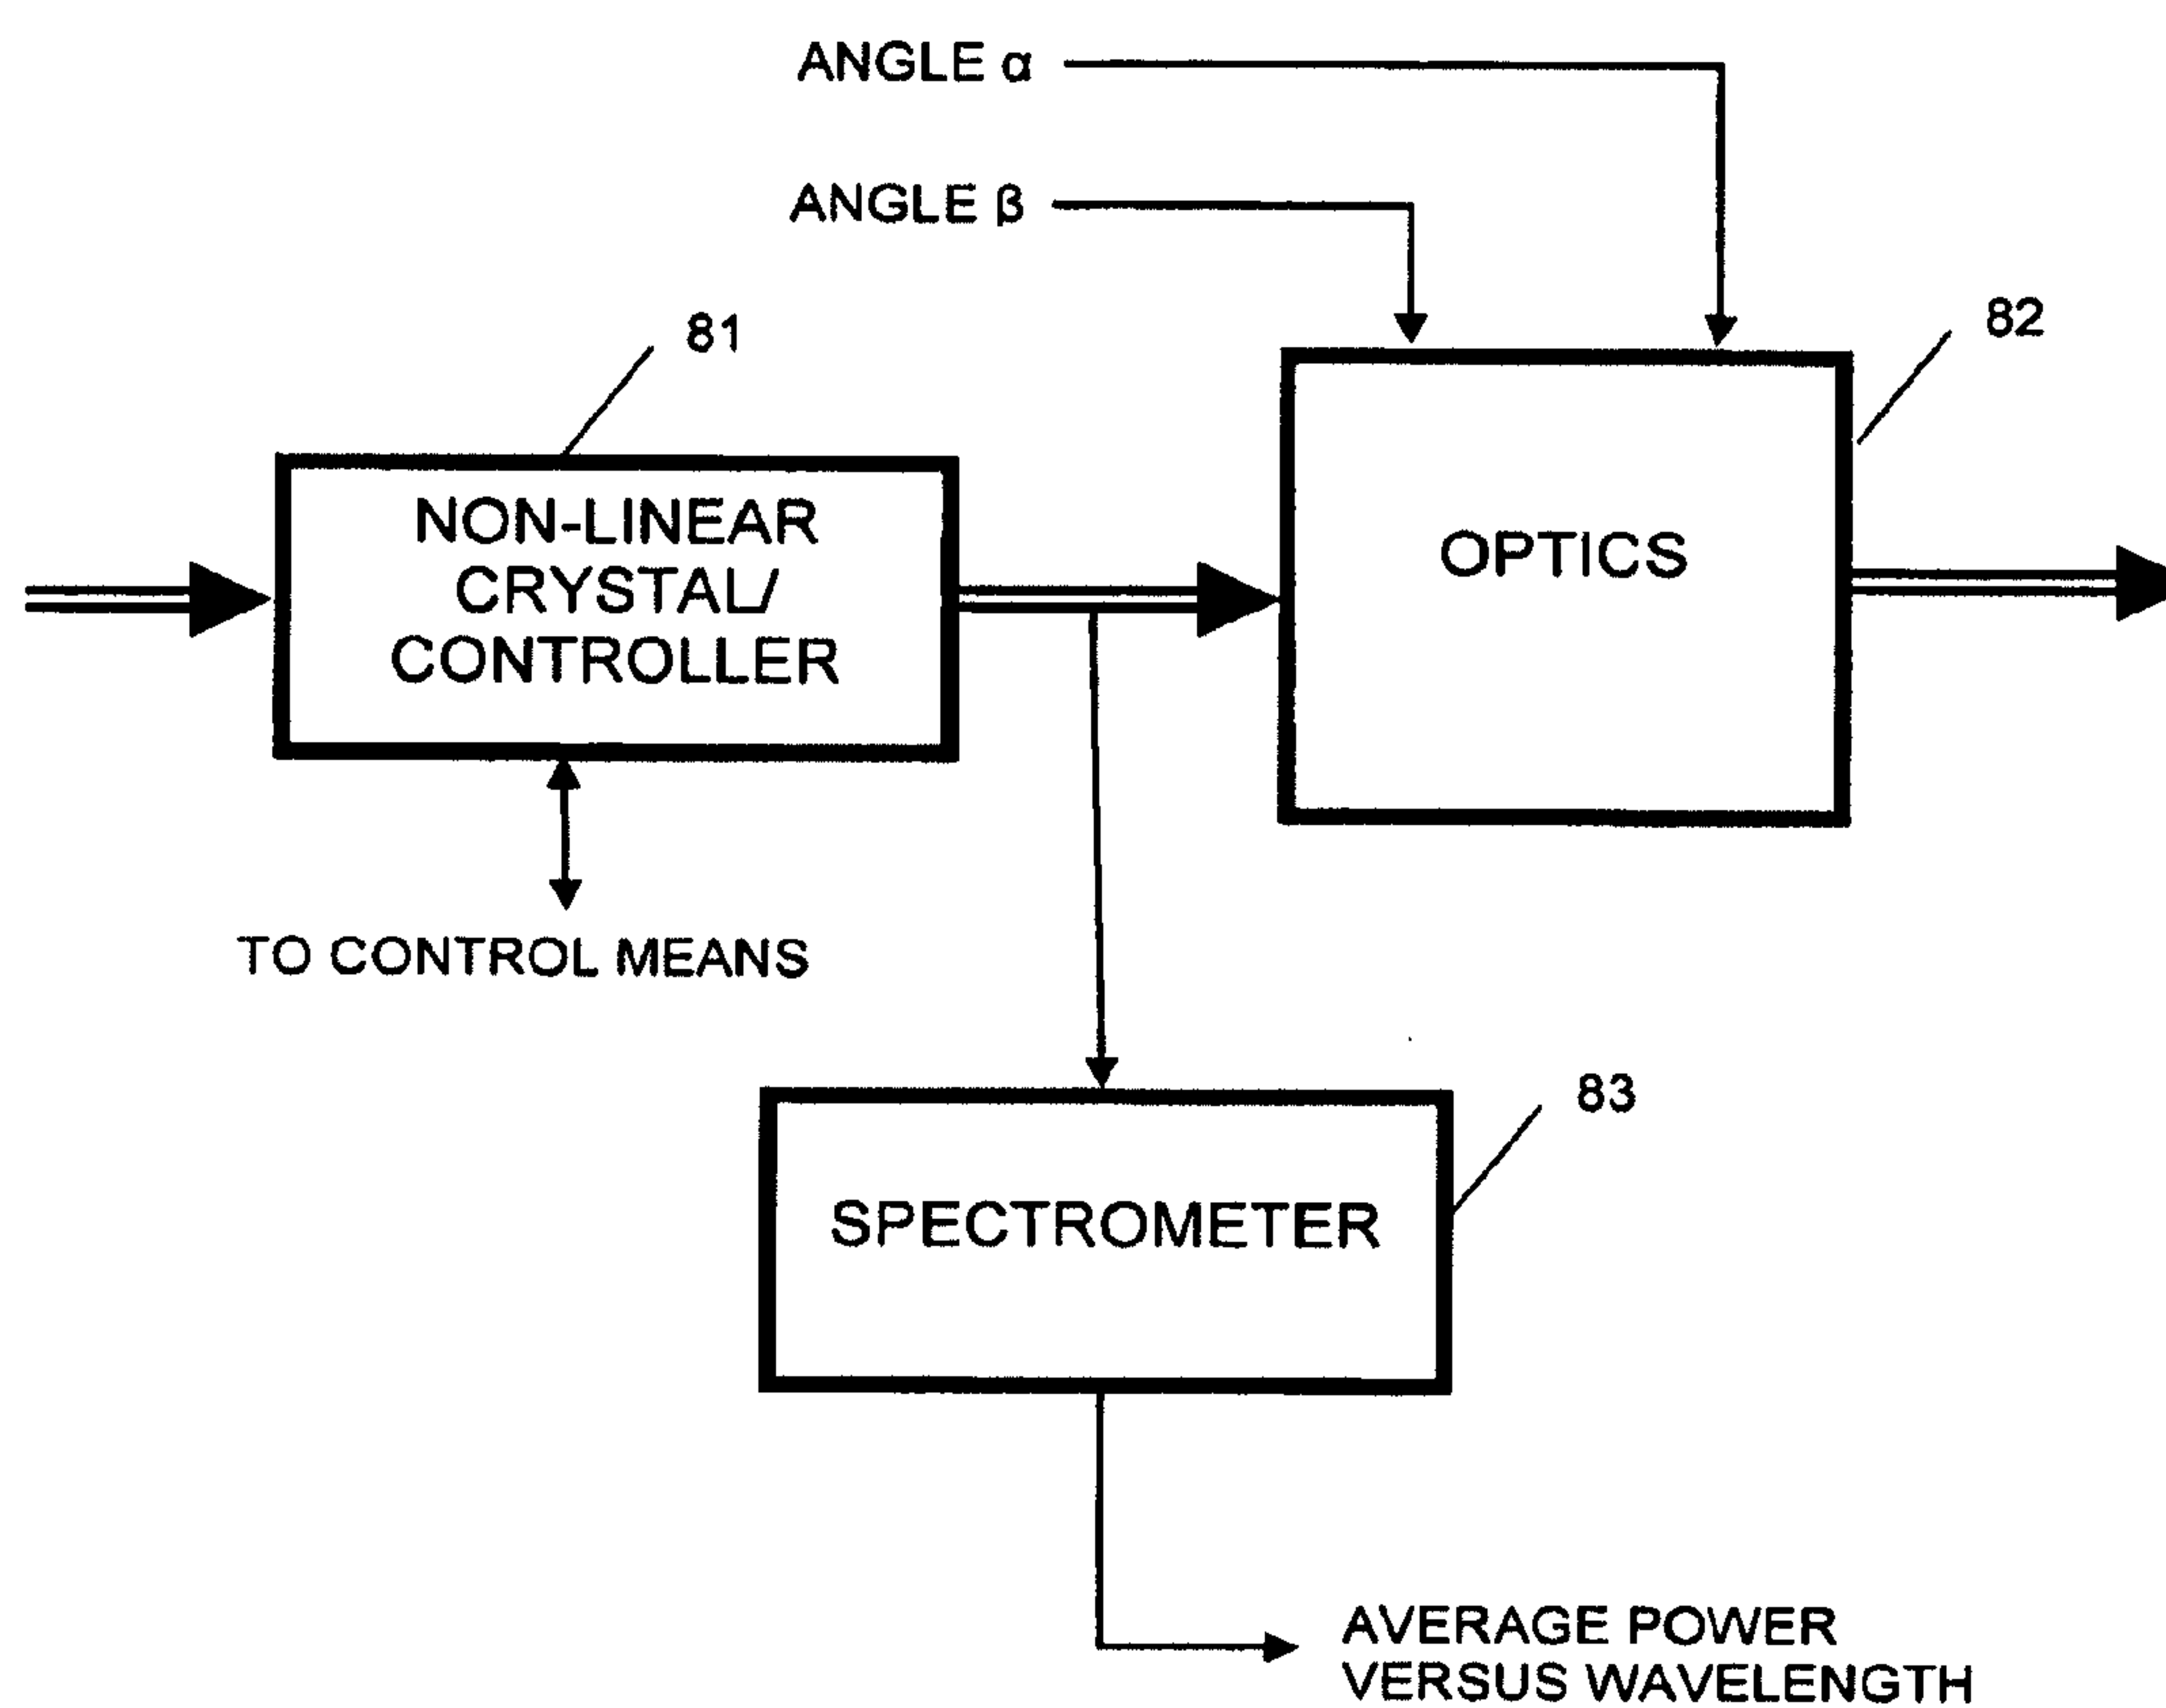 ANGLE α
ANGLE β
81
82
NON-LINEAR
CRYSTAL/
CONTROLLER
OPTICS
TO CONTROL MEANS
83
SPECTROMETER
AVERAGE POWER
VERSUS WAVELENGTH